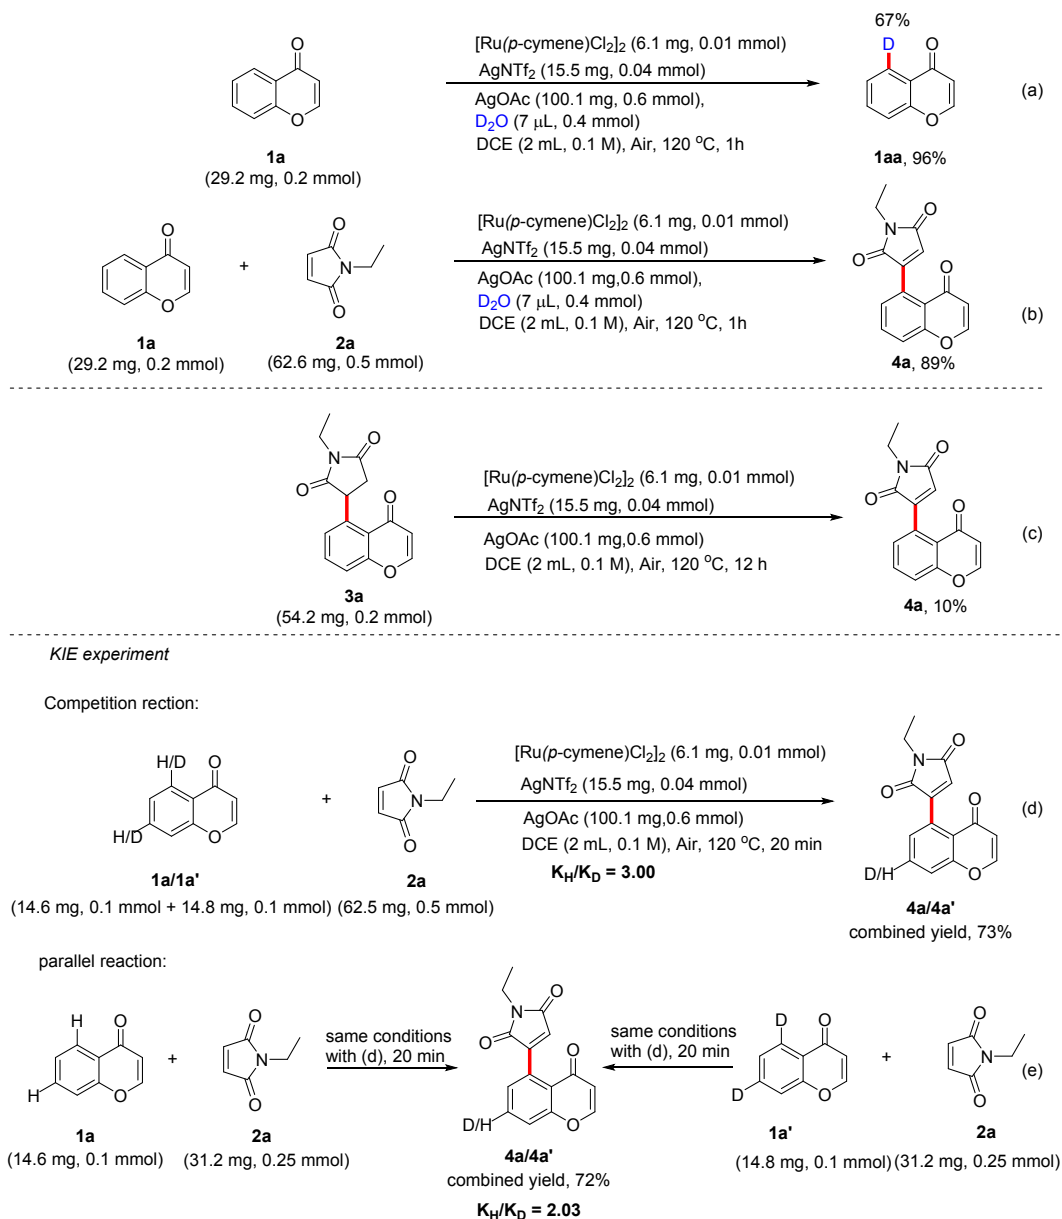 67%
D
O
O
[Ru(p-cymene)Cl2]2 (6.1 mg, 0.01 mmol)
AgNTf2 (15.5 mg, 0.04 mmol)
AgOAc (100.1 mg, 0.6 mmol),
D2O (7 μL, 0.4 mmol)
DCE (2 mL, 0.1 M), Air, 120 °C, 1h
O
O
(a)
1a
(29.2 mg, 0.2 mmol)
1aa, 96%
O
O
+
O
N
O
[Ru(p-cymene)Cl2]2 (6.1 mg, 0.01 mmol)
AgNTf2 (15.5 mg, 0.04 mmol)
AgOAc (100.1 mg,0.6 mmol),
D2O (7 μL, 0.4 mmol)
DCE (2 mL, 0.1 M), Air, 120 °C, 1h
N
O
O
O
O
(b)
1a
(29.2 mg, 0.2 mmol)
2a
(62.6 mg, 0.5 mmol)
4a, 89%
N
O
O
O
O
[Ru(p-cymene)Cl2]2 (6.1 mg, 0.01 mmol)
AgNTf2 (15.5 mg, 0.04 mmol)
AgOAc (100.1 mg,0.6 mmol)
DCE (2 mL, 0.1 M), Air, 120 °C, 12 h
N
O
O
O
O
(c)
3a
(54.2 mg, 0.2 mmol)
4a, 10%
KIE experiment
Competition rection:
H/D
O
H/D
O
+
O
N
O
[Ru(p-cymene)Cl2]2 (6.1 mg, 0.01 mmol)
AgNTf2 (15.5 mg, 0.04 mmol)
AgOAc (100.1 mg,0.6 mmol)
DCE (2 mL, 0.1 M), Air, 120 °C, 20 min
KH/KD = 3.00
N
O
O
O
D/H
O
(d)
1a/1a'
(14.6 mg, 0.1 mmol + 14.8 mg, 0.1 mmol)
2a
(62.5 mg, 0.5 mmol)
4a/4a'
combined yield, 73%
parallel reaction:
H
O
H
O
+
O
N
O
same conditions
with (d), 20 min
N
O
O
O
D/H
O
same conditions
with (d), 20 min
D
O
D
O
+
O
N
O
(e)
1a
(14.6 mg, 0.1 mmol)
2a
(31.2 mg, 0.25 mmol)
4a/4a'
combined yield, 72%
KH/KD = 2.03
1a'
(14.8 mg, 0.1 mmol)
2a
(31.2 mg, 0.25 mmol)